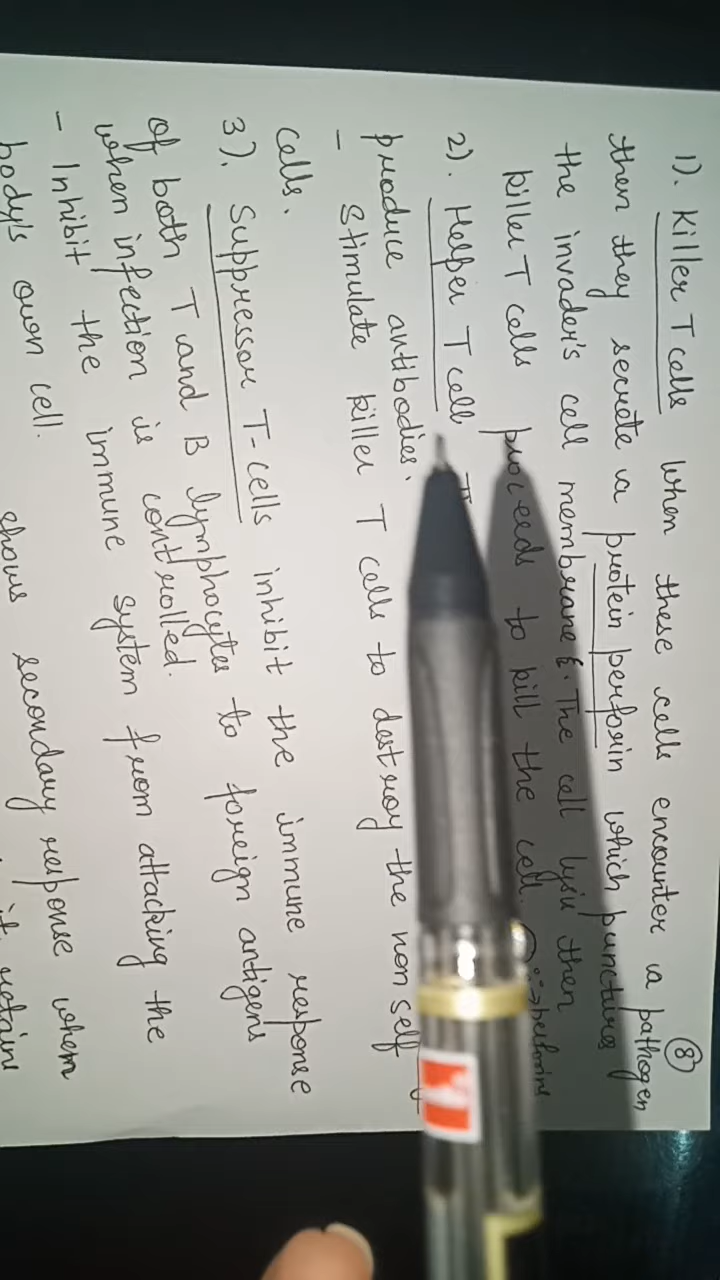 8
1). Killer T cells when these cells encounter a pathogen
then they secrate a protein perforin which punctures
the invader's cell membrane &. The cell lysis then
killer T cells proceeds to kill the cell. →perforine
2). Helper T cell
produce antibodies.
- Stimulate killer T cells to destroy the non self
cells.
3). Suppressor T-cells inhibit the immune response
of both T and B lymphocytes to foreign antigens
when infection is controlled.
- Inhibit the immune system from attacking the
body's own cell.
shows secondary response when
it retains